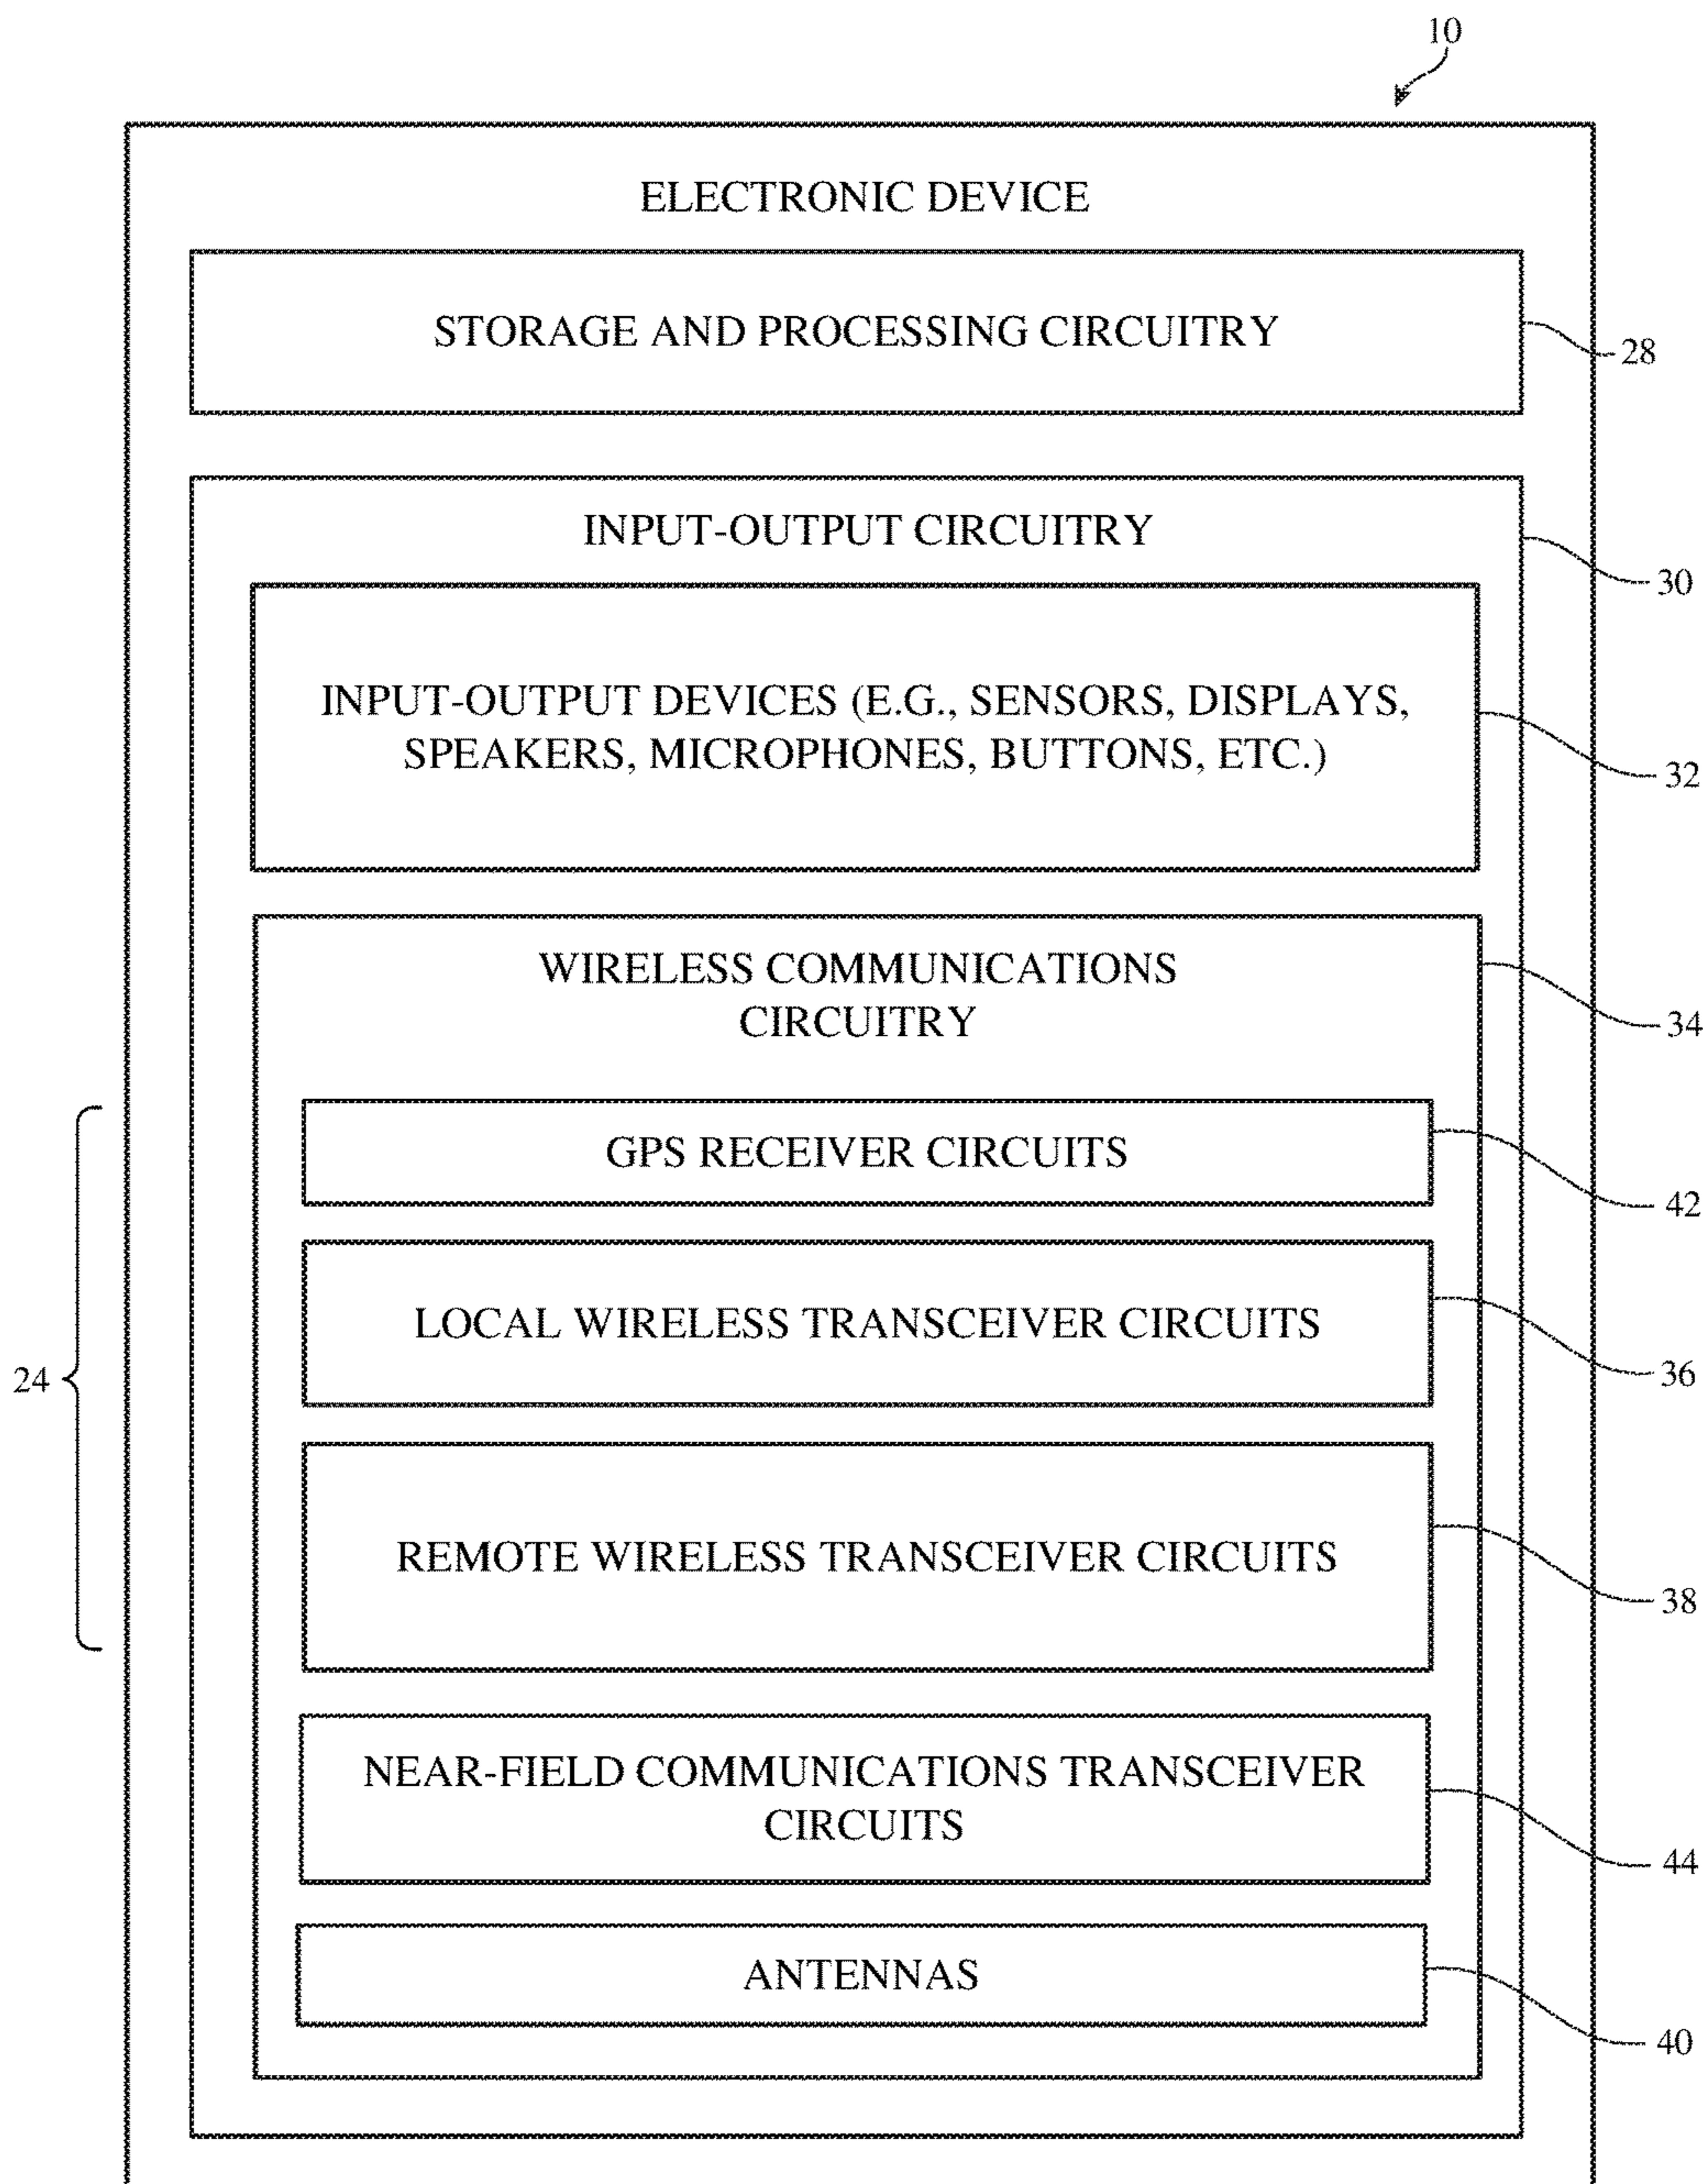 10
ELECTRONIC DEVICE
STORAGE AND PROCESSING CIRCUITRY
28
INPUT-OUTPUT CIRCUITRY
30
INPUT-OUTPUT DEVICES (E.G., SENSORS, DISPLAYS,
SPEAKERS, MICROPHONES, BUTTONS, ETC.)
32
WIRELESS COMMUNICATIONS
CIRCUITRY
34
GPS RECEIVER CIRCUITS
42
LOCAL WIRELESS TRANSCEIVER CIRCUITS
36
24
REMOTE WIRELESS TRANSCEIVER CIRCUITS
38
NEAR-FIELD COMMUNICATIONS TRANSCEIVER
CIRCUITS
44
ANTENNAS
40